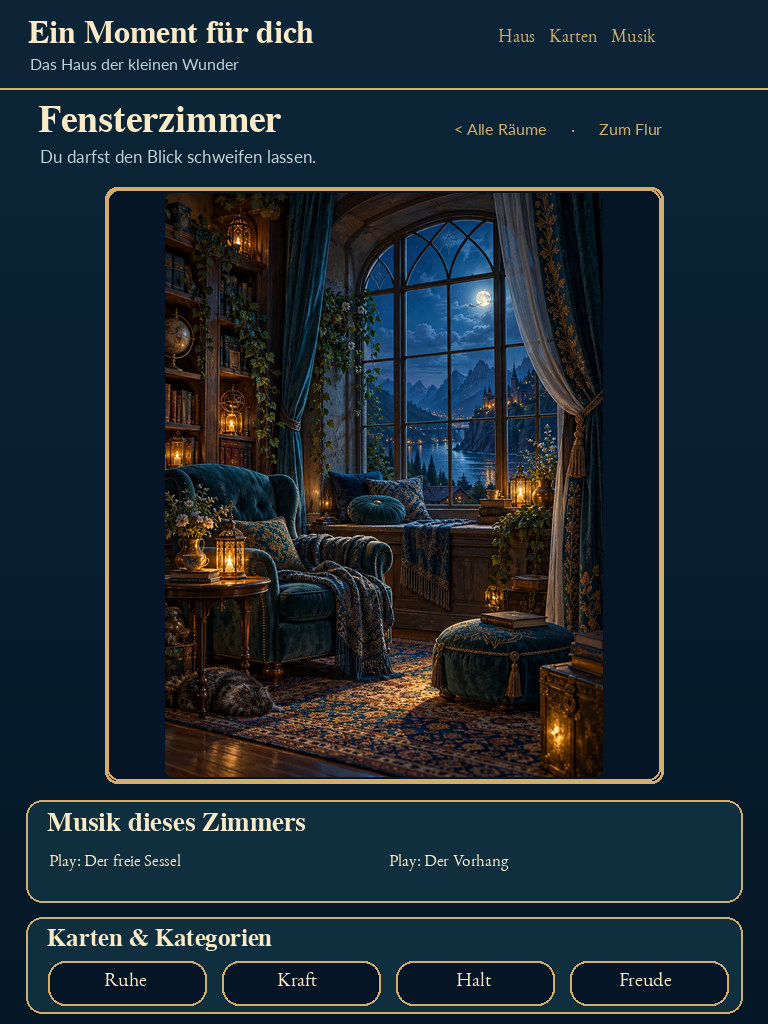 Ein Moment für dich
Haus Karten Musik
Das Haus der kleinen Wunder
Fensterzimmer
< Alle Räume · Zum Flur
Du darfst den Blick schweifen lassen.
Musik dieses Zimmers
Play: Der freie Sessel Play: Der Vorhang
Karten & Kategorien
Ruhe Kraft Halt Freude